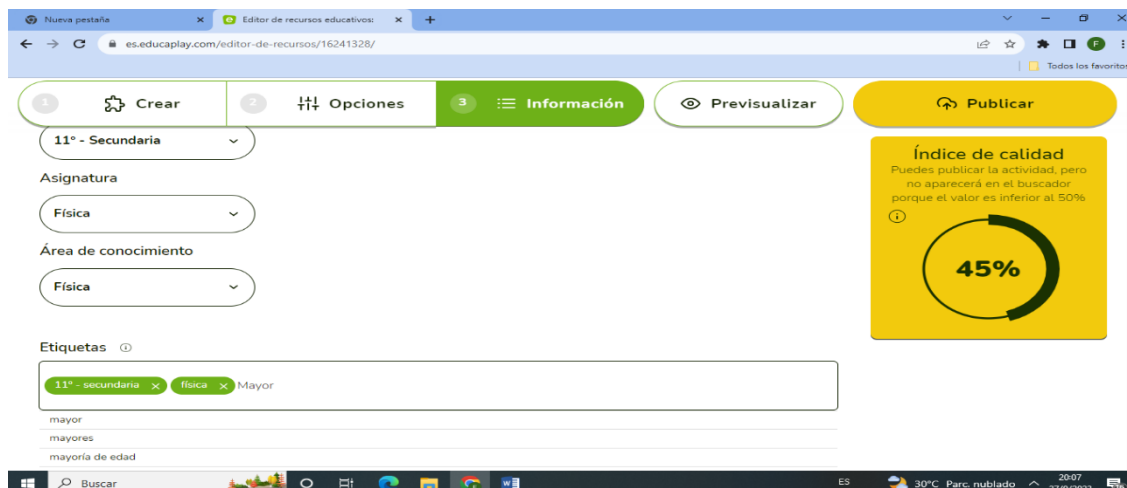 Nueva pestaña
Editor de recursos educativos:
es.educaplay.com/editor-de-recursos/16241328/
Todos los favoritos
1 Crear
2 Opciones
3 Información
Previsualizar
Publicar
11º - Secundaria
Asignatura
Física
Área de conocimiento
Física
Etiquetas
11º - secundaria
física
Mayor
mayor
mayores
mayoría de edad
Índice de calidad
Puedes publicar la actividad, pero
no aparecerá en el buscador
porque el valor es inferior al 50%
45%
Buscar
ES
30°C Parc. nublado
20:07